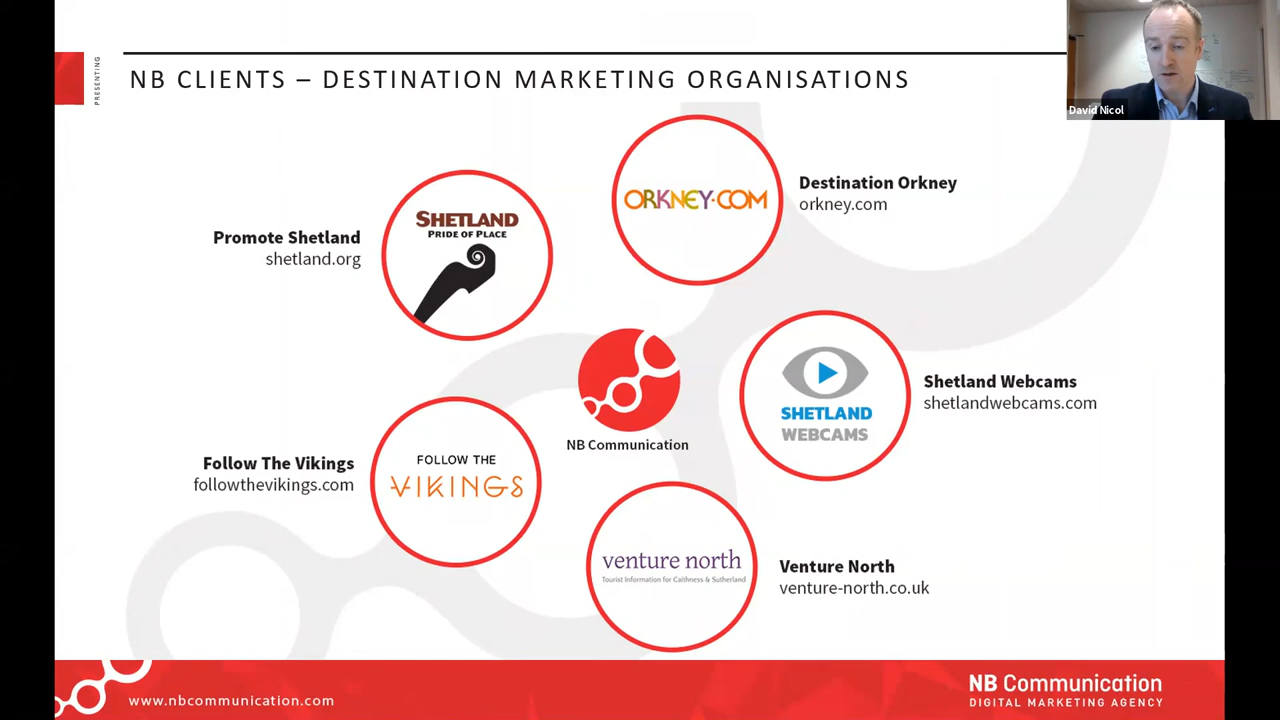 PRESENTING
NB CLIENTS – DESTINATION MARKETING ORGANISATIONS
David Nicol
ORKNEY.COM
Destination Orkney
orkney.com
SHETLAND
PRIDE OF PLACE
Promote Shetland
shetland.org
NB Communication
SHETLAND
WEBCAMS
Shetland Webcams
shetlandwebcams.com
FOLLOW THE
VIKINGS
Follow The Vikings
followthevikings.com
venture north
Tourist Information for Caithness & Sutherland
Venture North
venture-north.co.uk
www.nbcommunication.com
NB Communication
DIGITAL MARKETING AGENCY